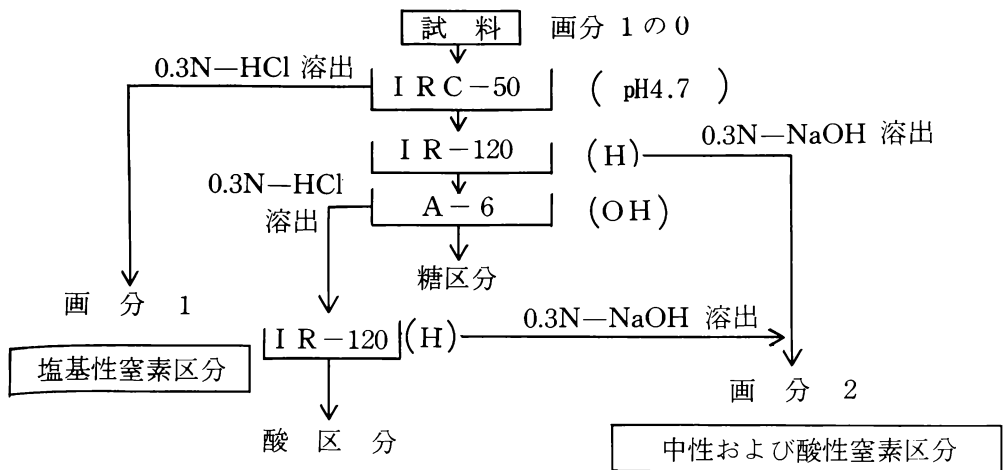 試料 画分1の0
0.3N—HCl 溶出
IRC-50 (pH4.7)
0.3N—NaOH 溶出
IR-120 (H)
0.3N—HCl
溶出
A-6 (OH)
糖区分
画分 1
0.3N—NaOH 溶出
IR-120 (H)
塩基性窒素区分
画分 2
酸区分
中性および酸性窒素区分